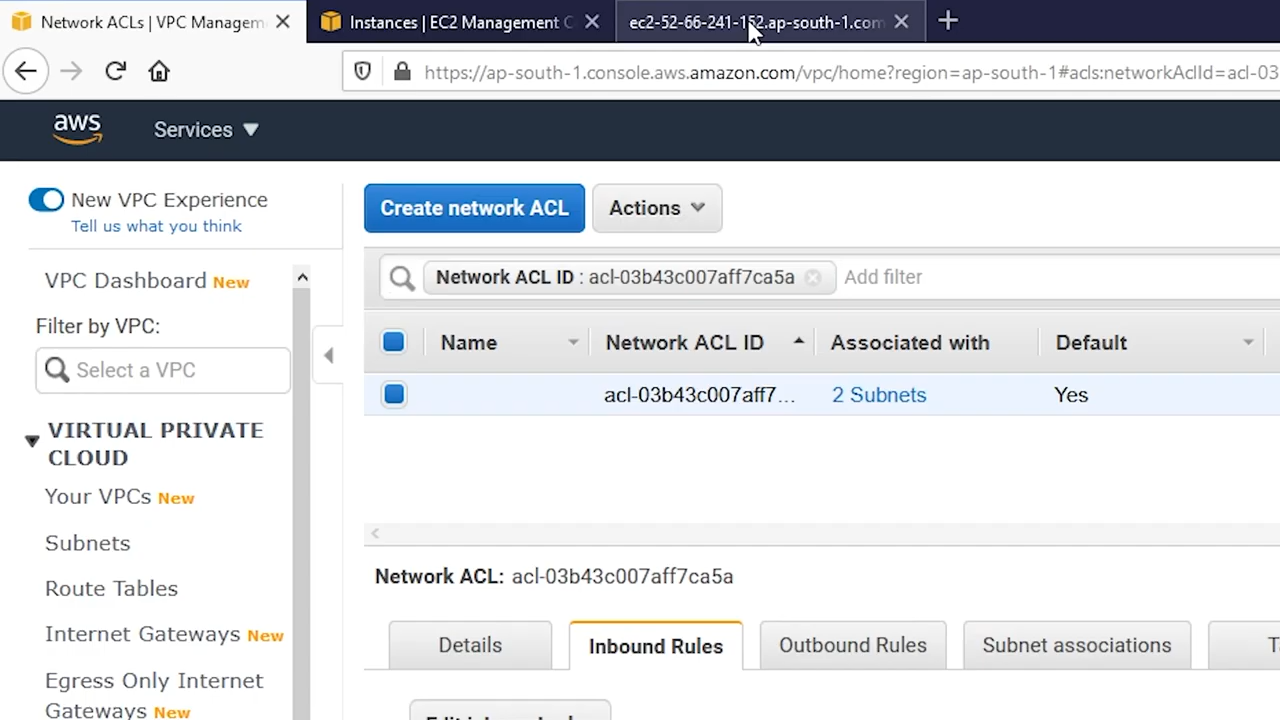 Network ACLs | VPC Managem
Instances | EC2 Management C
ec2-52-66-241-152.ap-south-1.com
https://ap-south-1.console.aws.amazon.com/vpc/home?region=ap-south-1#acls:networkAclId=acl-03
aws
Services
New VPC Experience
Tell us what you think
Create network ACL
Actions
VPC Dashboard New
Network ACL ID : acl-03b43c007aff7ca5a
Add filter
Filter by VPC:
Select a VPC
Name
Network ACL ID
Associated with
Default
acl-03b43c007aff7...
2 Subnets
Yes
VIRTUAL PRIVATE
CLOUD
Your VPCs New
Subnets
Route Tables
Internet Gateways New
Egress Only Internet
Gateways New
Network ACL: acl-03b43c007aff7ca5a
Details
Inbound Rules
Outbound Rules
Subnet associations